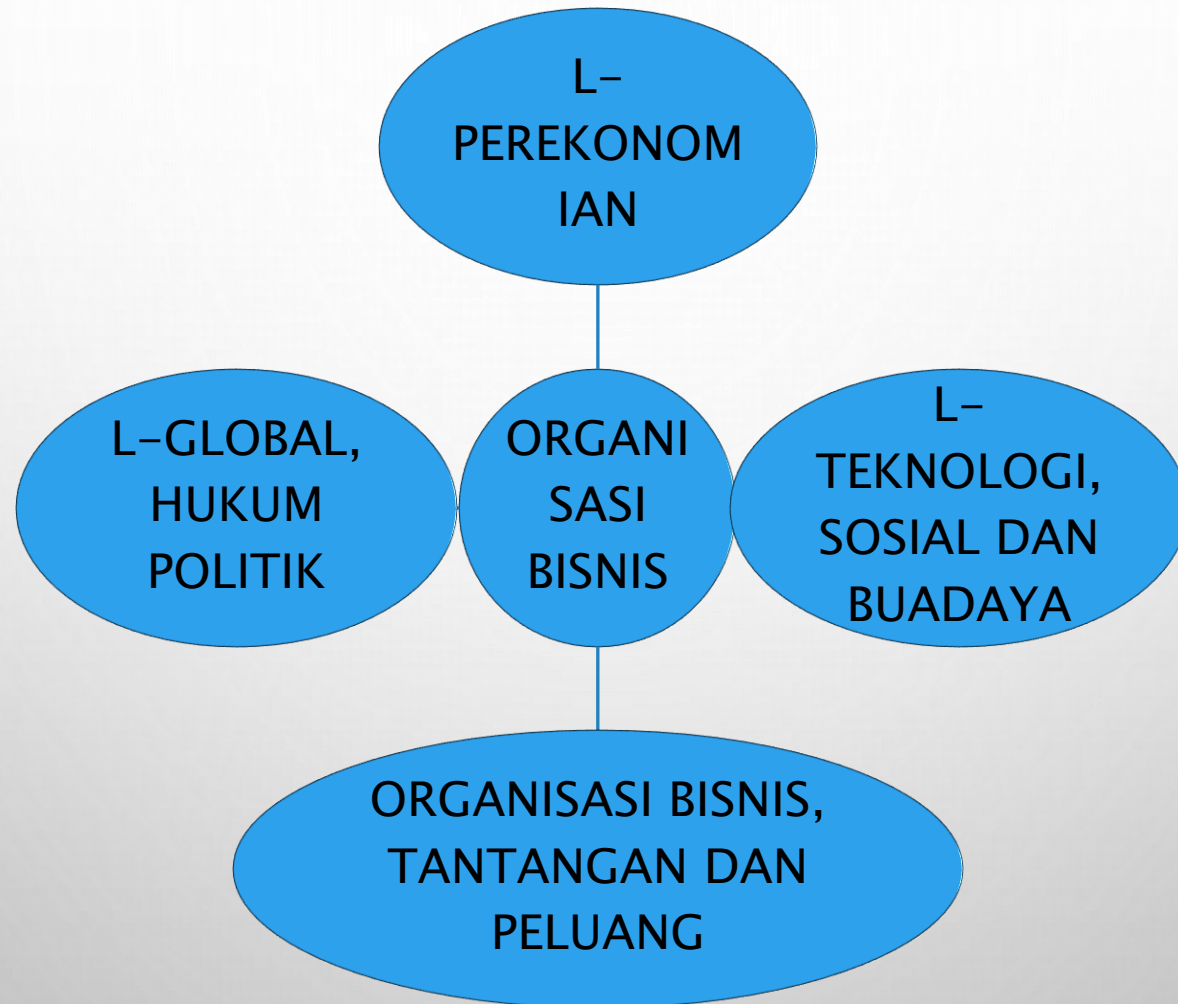 L-
PEREKONOM
IAN
L-GLOBAL,
HUKUM
POLITIK
ORGANI
SASI
BISNIS
L-
TEKNOLOGI,
SOSIAL DAN
BUADAYA
ORGANISASI BISNIS,
TANTANGAN DAN
PELUANG